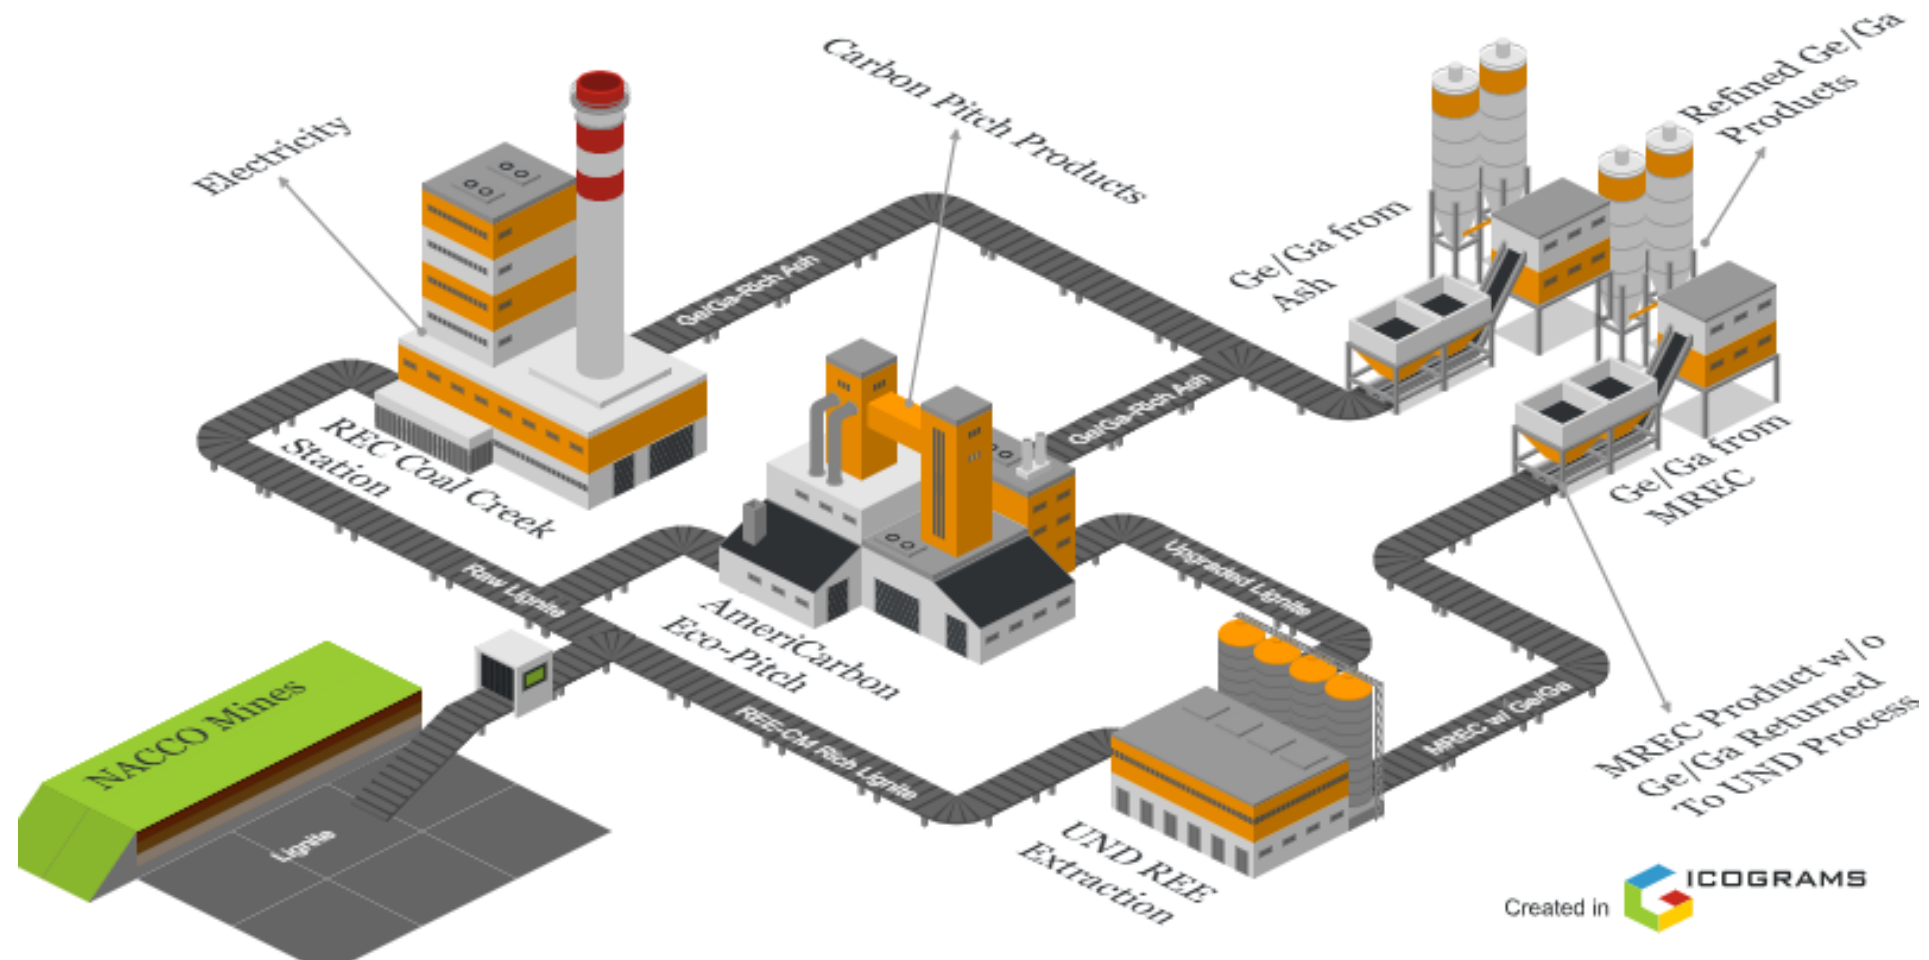 Electricity
Carbon Pitch Products
Refined Ge/Ga
Products
Ge/Ga from
Ash
Ge/Ga-Rich Ash
Ge/Ga-Rich Ash
REC Coal Creek
Station
Raw Lignite
Upgraded Lignite
Ge/Ga from
MREC
AmeriCarbon
Eco-Pitch
NACCO Mines
Lignite
REE-CM Rich Lignite
MREC w/ Ge/Ga
MREC Product w/o
Ge/Ga Returned
To UND Process
UND REE
Extraction
Created in
ICOGRAMS